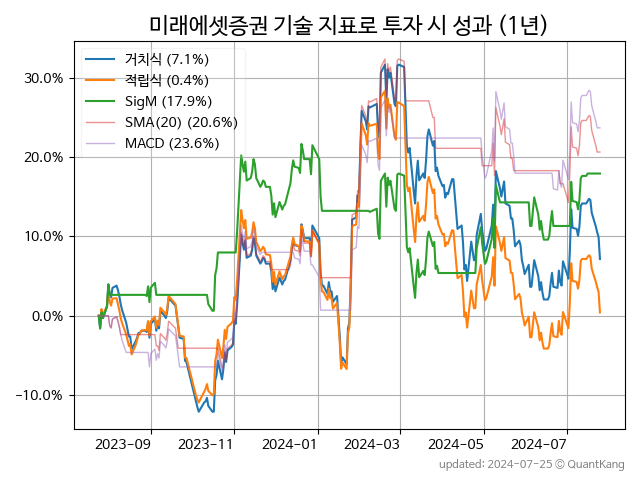 미래에셋증권 기술 지표로 투자 시 성과 (1년)
거치식 (7.1%)
적립식 (0.4%)
SigM (17.9%)
SMA(20) (20.6%)
MACD (23.6%)
30.0%
20.0%
10.0%
0.0%
−10.0%
2023-09
2023-11
2024-01
2024-03
2024-05
2024-07
updated: 2024-07-25 © QuantKang